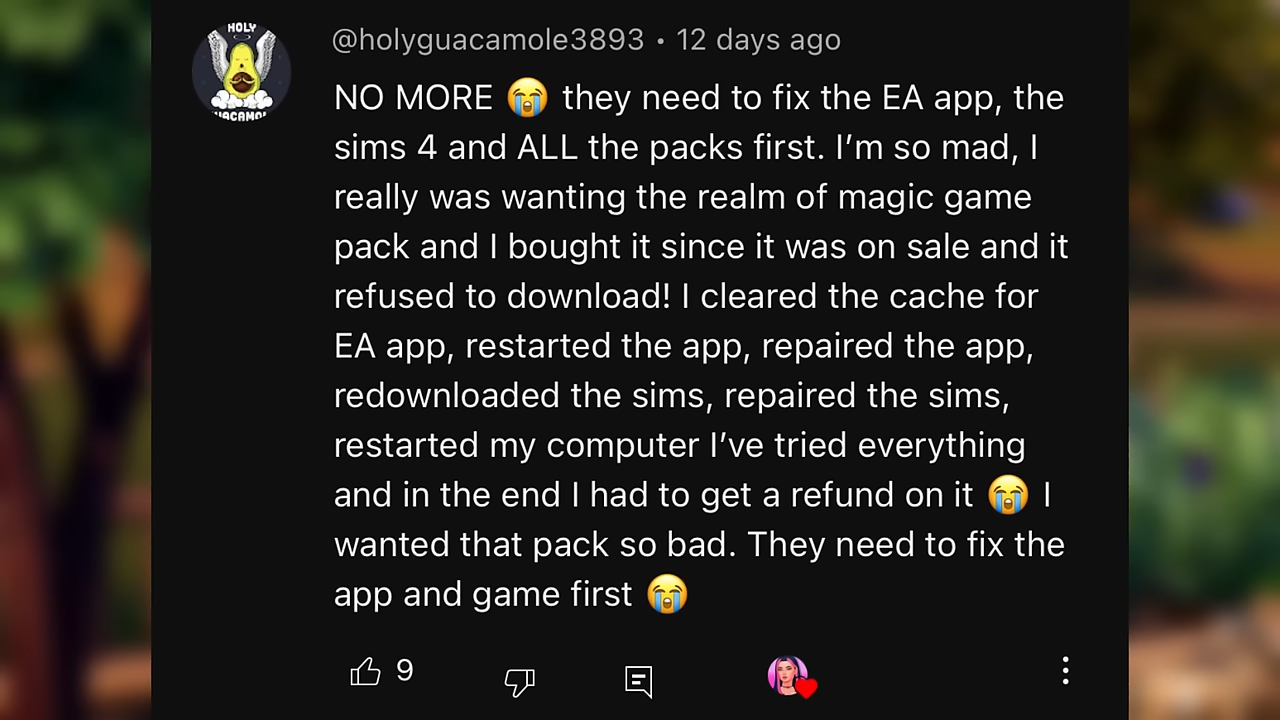 HOLY
UACAMOL
@holyguacamole3893 • 12 days ago
NO MORE 😭 they need to fix the EA app, the
sims 4 and ALL the packs first. I’m so mad, I
really was wanting the realm of magic game
pack and I bought it since it was on sale and it
refused to download! I cleared the cache for
EA app, restarted the app, repaired the app,
redownloaded the sims, repaired the sims,
restarted my computer I’ve tried everything
and in the end I had to get a refund on it 😭 I
wanted that pack so bad. They need to fix the
app and game first 😭
9